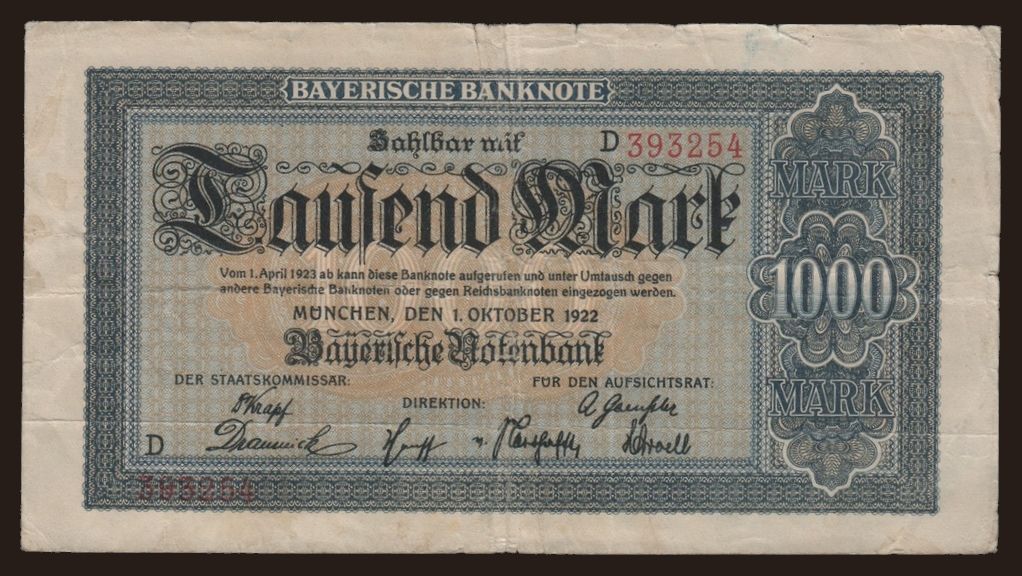 BAYERISCHE BANKNOTE
Zahlbar mit
D 393254
Tausend Mark
MARK
1000
MARK
Vom 1. April 1923 ab kann diese Banknote aufgerufen und unter Umtausch gegen
andere Bayerische Banknoten oder gegen Reichsbanknoten eingezogen werden.
MÜNCHEN, DEN 1. OKTOBER 1922
Bayerische Notenbank
DER STAATSKOMMISSAR:
FÜR DEN AUFSICHTSRAT:
DIREKTION:
D
393254